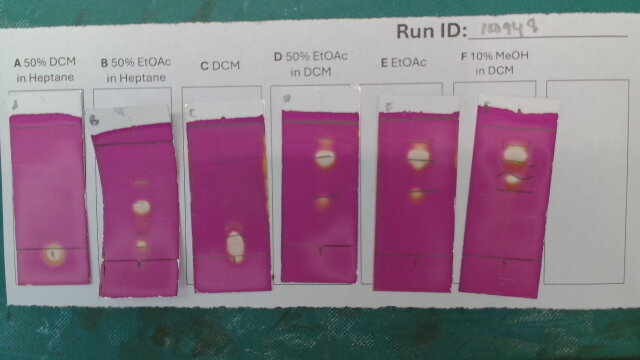 Run ID: 100948
A 50% DCM
in Heptane
B 50% EtOAc
in Heptane
C DCM
D 50% EtOAc
in DCM
E EtOAc
F 10% MeOH
in DCM
A
B
C
D
E
F